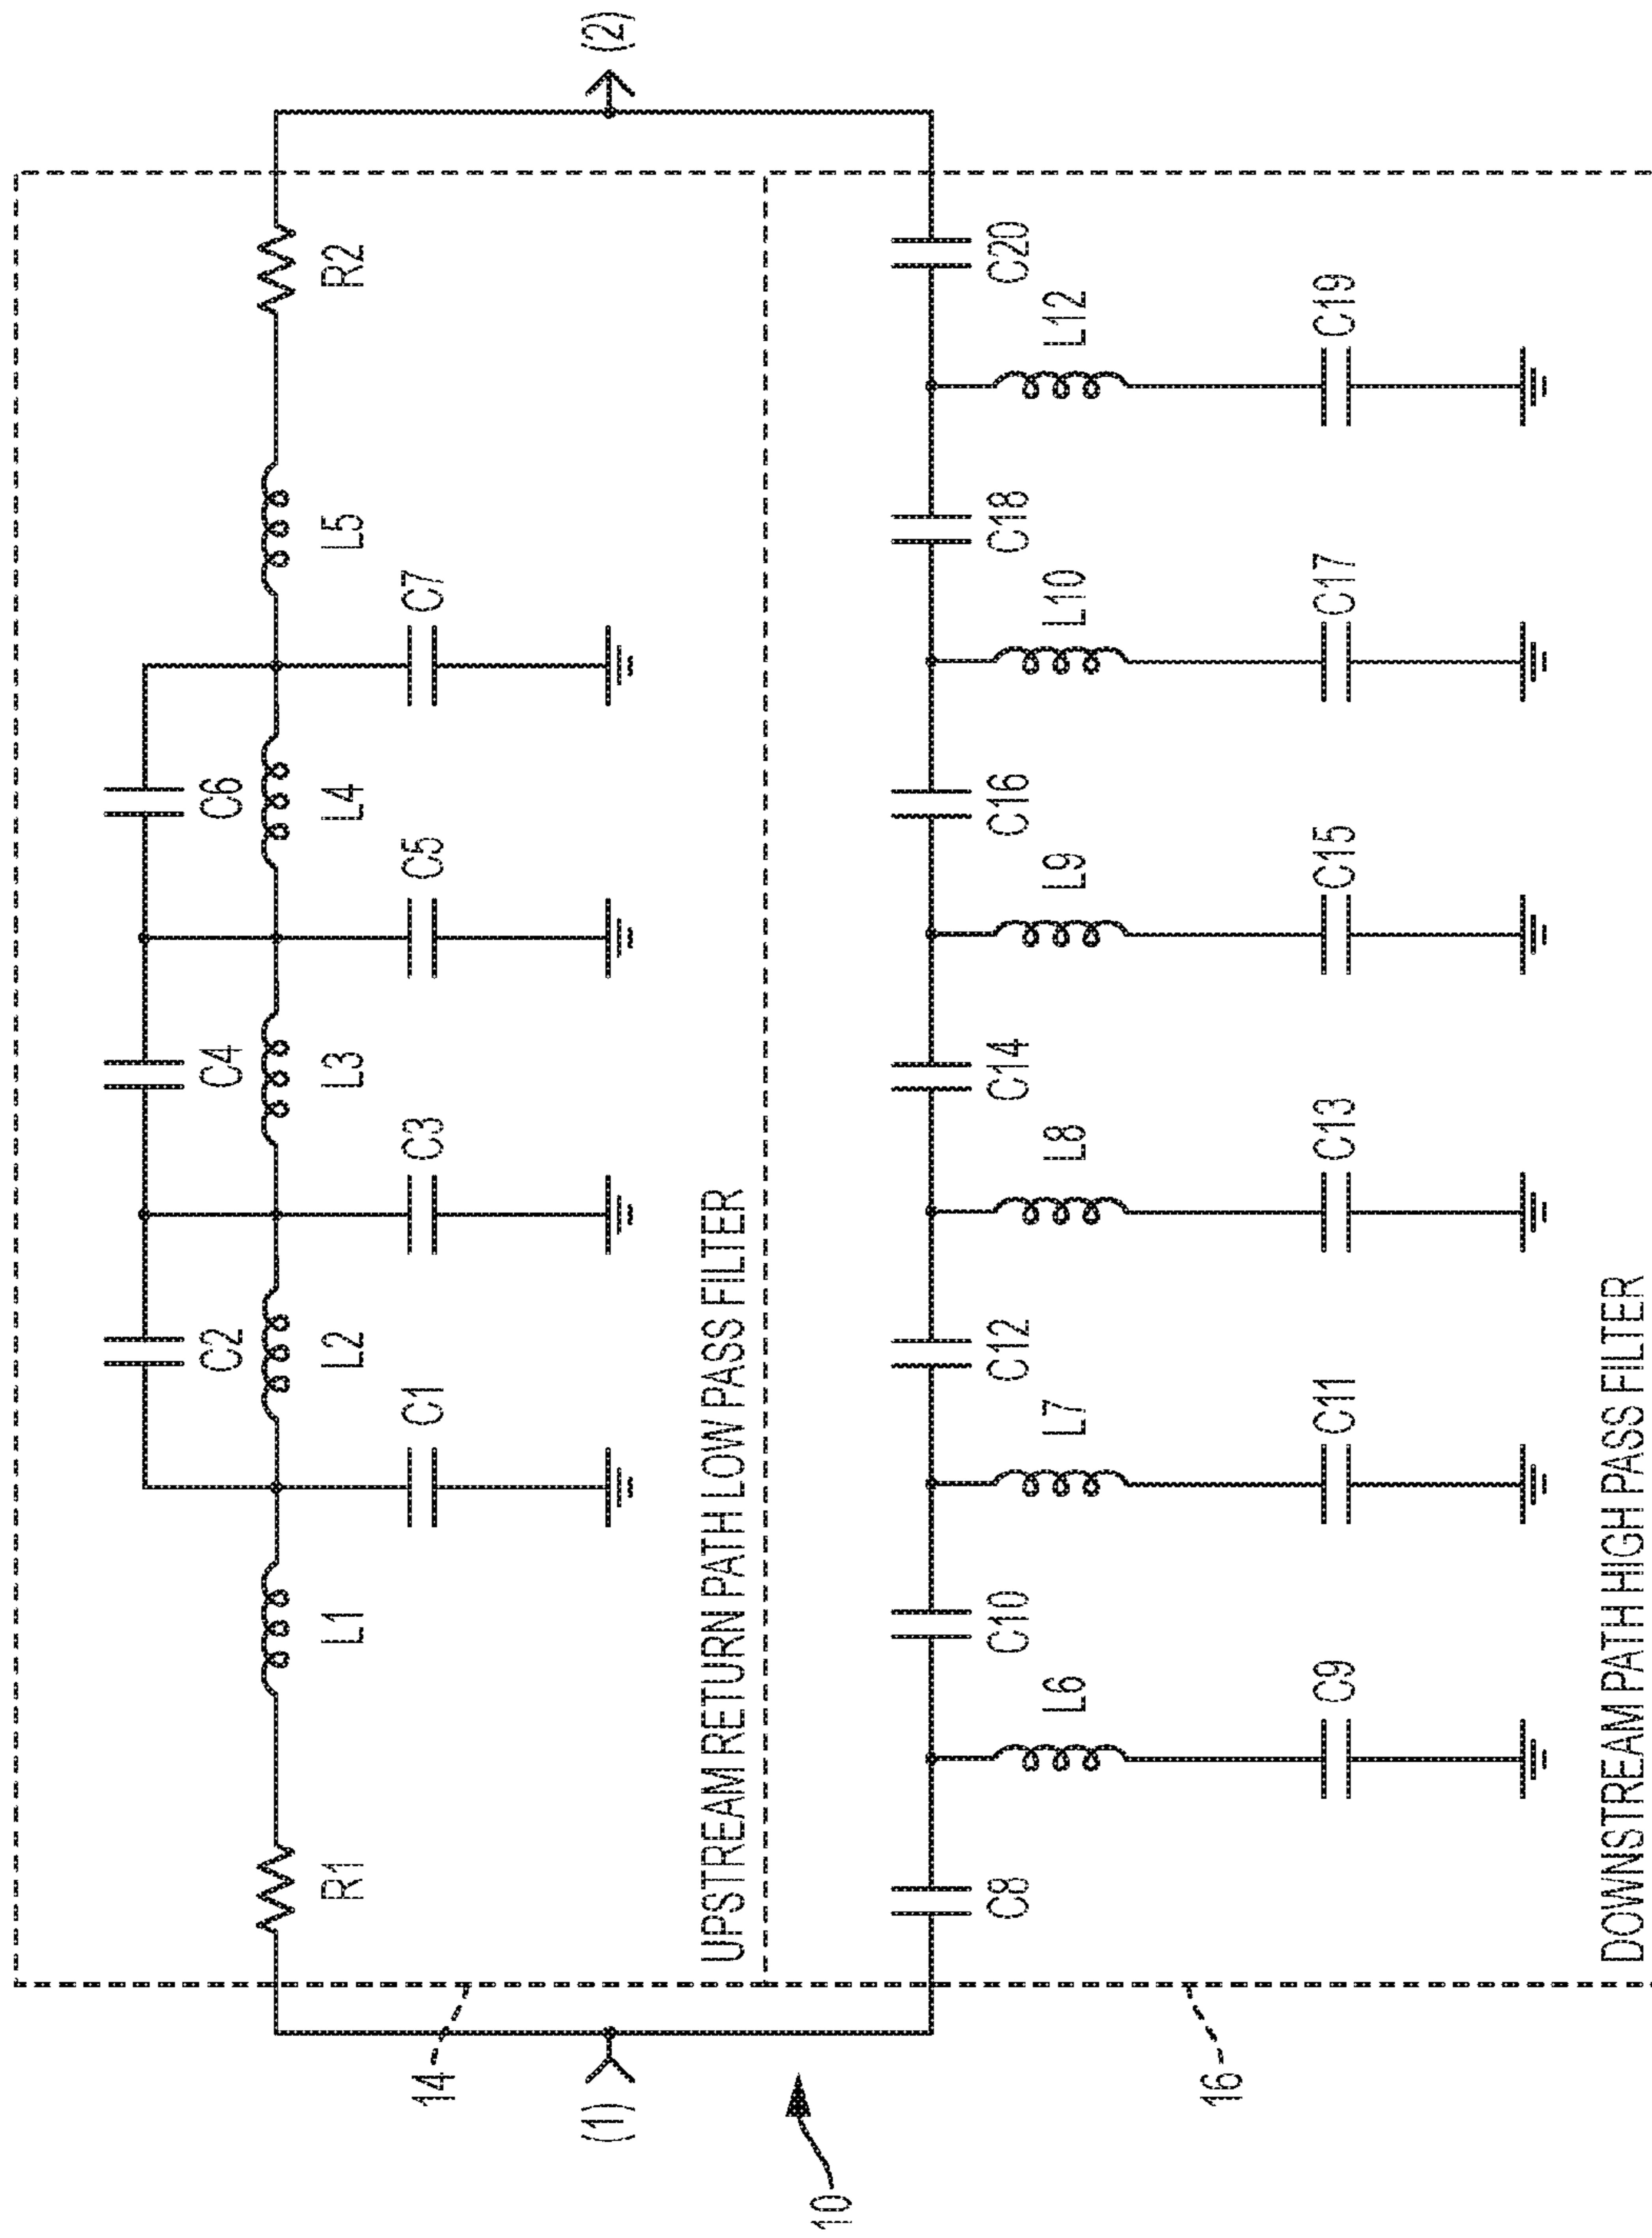 C2
C4
C6
R1
L1
L2
L3
L4
L5
R2
C1
C3
C5
C7
14
(1)
(2)
UPSTREAM RETURN PATH LOW PASS FILTER
10
C8
C10
C12
C14
C16
C18
C20
L6
L7
L8
L9
L10
L12
16
C9
C11
C13
C15
C17
C19
DOWNSTREAM PATH HIGH PASS FILTER